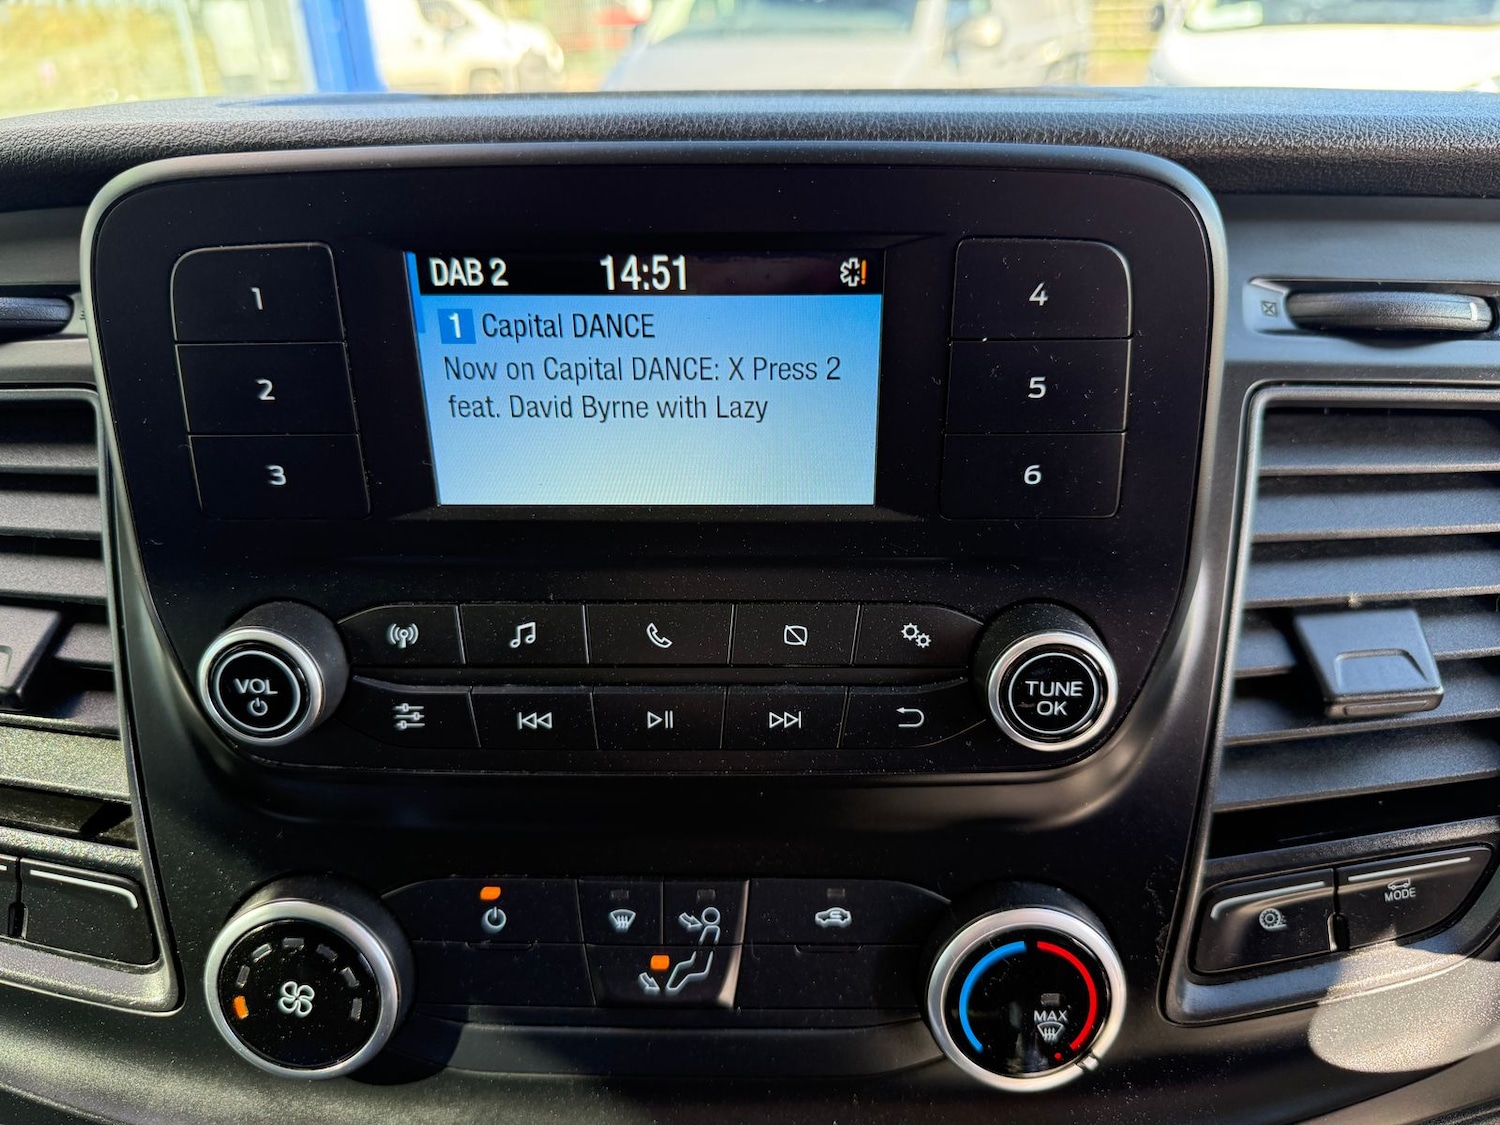 DAB 2 14:51
1 Capital DANCE
Now on Capital DANCE: X Press 2
feat. David Byrne with Lazy
1
2
3
4
5
6
VOL
TUNE
OK
MODE
MAX